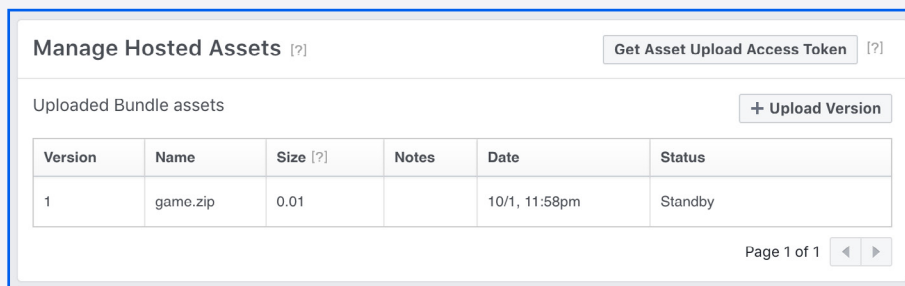 Manage Hosted Assets [?]
Get Asset Upload Access Token [?]
Uploaded Bundle assets
+ Upload Version
Version Name Size [?] Notes Date Status
1 game.zip 0.01 10/1, 11:58pm Standby
Page 1 of 1